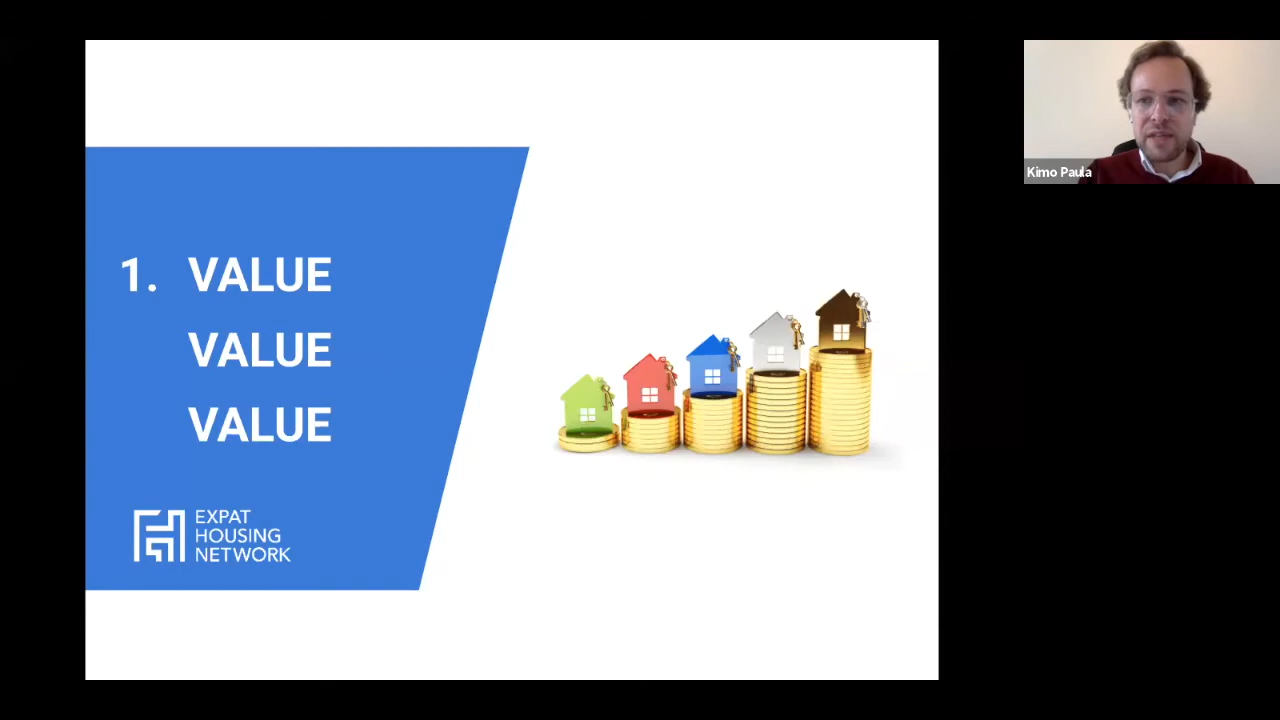 1. VALUE
VALUE
VALUE
EXPAT
HOUSING
NETWORK
Kimo Paula